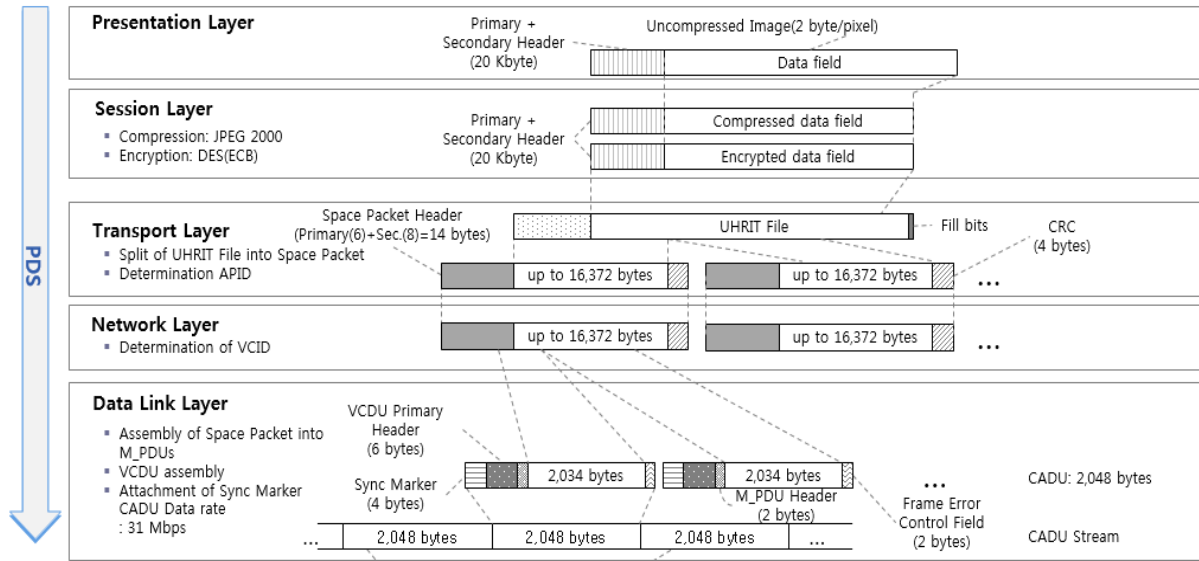 PDS
Presentation Layer
Primary +
Secondary Header
(20 Kbyte)
Uncompressed Image(2 byte/pixel)
Data field
Session Layer
▪ Compression: JPEG 2000
▪ Encryption: DES(ECB)
Primary +
Secondary Header
(20 Kbyte)
Compressed data field
Encrypted data field
Transport Layer
▪ Split of UHRIT File into Space Packet
▪ Determination APID
Space Packet Header
(Primary(6)+Sec.(8)=14 bytes)
UHRIT File
Fill bits
CRC
(4 bytes)
up to 16,372 bytes
up to 16,372 bytes
...
Network Layer
▪ Determination of VCID
up to 16,372 bytes
up to 16,372 bytes
...
Data Link Layer
▪ Assembly of Space Packet into
M_PDUs
▪ VCDU assembly
▪ Attachment of Sync Marker
CADU Data rate
: 31 Mbps
VCDU Primary
Header
(6 bytes)
Sync Marker
(4 bytes)
2,034 bytes
2,034 bytes
...
CADU: 2,048 bytes
M_PDU Header
(2 bytes)
Frame Error
Control Field
(2 bytes)
...
2,048 bytes
2,048 bytes
2,048 bytes
...
CADU Stream